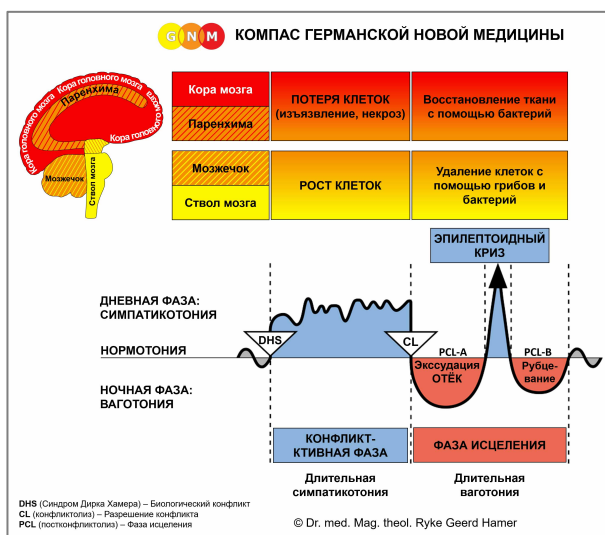 G N M КОМПАС ГЕРМАНСКОЙ НОВОЙ МЕДИЦИНЫ
Кора головного мозга
Кора головного мозга
Кора головного мозга
Кора головно
Паренхима
Мозжечок
Ствол мозга
Кора мозга
Паренхима
ПОТЕРЯ КЛЕТОК
(изъязвление, некроз)
Восстановление ткани
с помощью бактерий
Мозжечок
Ствол мозга
РОСТ КЛЕТОК
Удаление клеток с
помощью грибов и
бактерий
ЭПИЛЕПТОИДНЫЙ
КРИЗ
ДНЕВНАЯ ФАЗА:
СИМПАТИКОТОНИЯ
DHS
CL
НОРМОТОНИЯ
PCL-A
Экссудация
ОТЁК
PCL-B
Рубце-
вание
НОЧНАЯ ФАЗА:
ВАГОТОНИЯ
КОНФЛИКТ-
КТИВНАЯ ФАЗА
ФАЗА ИСЦЕЛЕНИЯ
Длительная
симпатикотония
Длительная
ваготония
DHS (Синдром Дирка Хамера) – Биологический конфликт
CL (конфликтолиз) – Разрешение конфликта
PCL (постконфликтолиз) – Фаза исцеления
© Dr. med. Mag. theol. Ryke Geerd Hamer